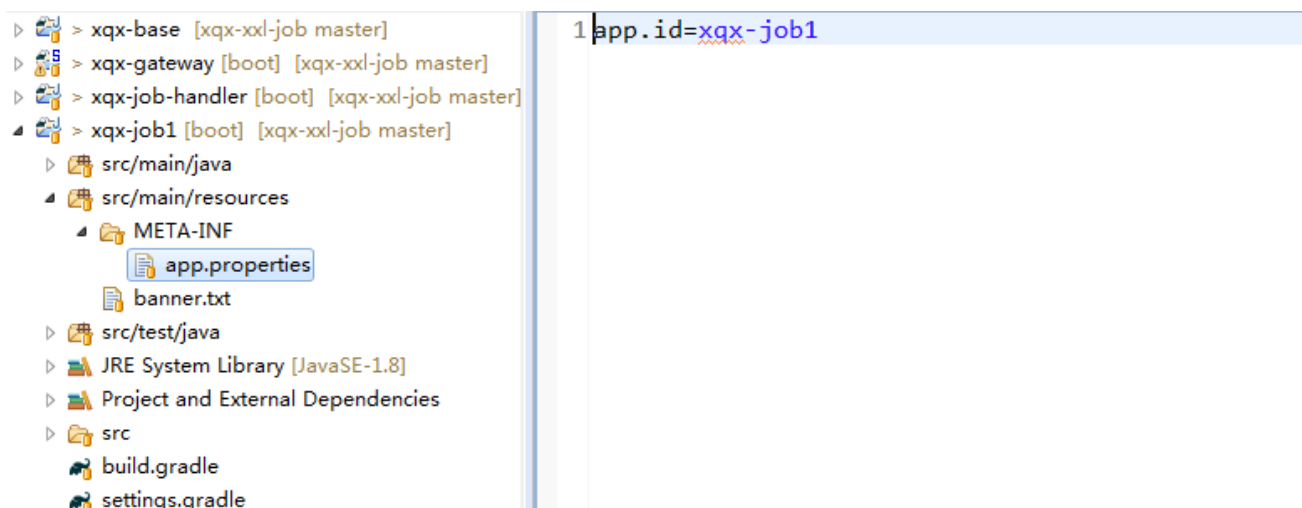 > xqx-base [xqx-xxl-job master]
> xqx-gateway [boot] [xqx-xxl-job master]
> xqx-job-handler [boot] [xqx-xxl-job master]
> xqx-job1 [boot] [xqx-xxl-job master]
src/main/java
src/main/resources
META-INF
app.properties
banner.txt
src/test/java
JRE System Library [JavaSE-1.8]
Project and External Dependencies
src
build.gradle
settings.gradle
1 app.id=xqx-job1